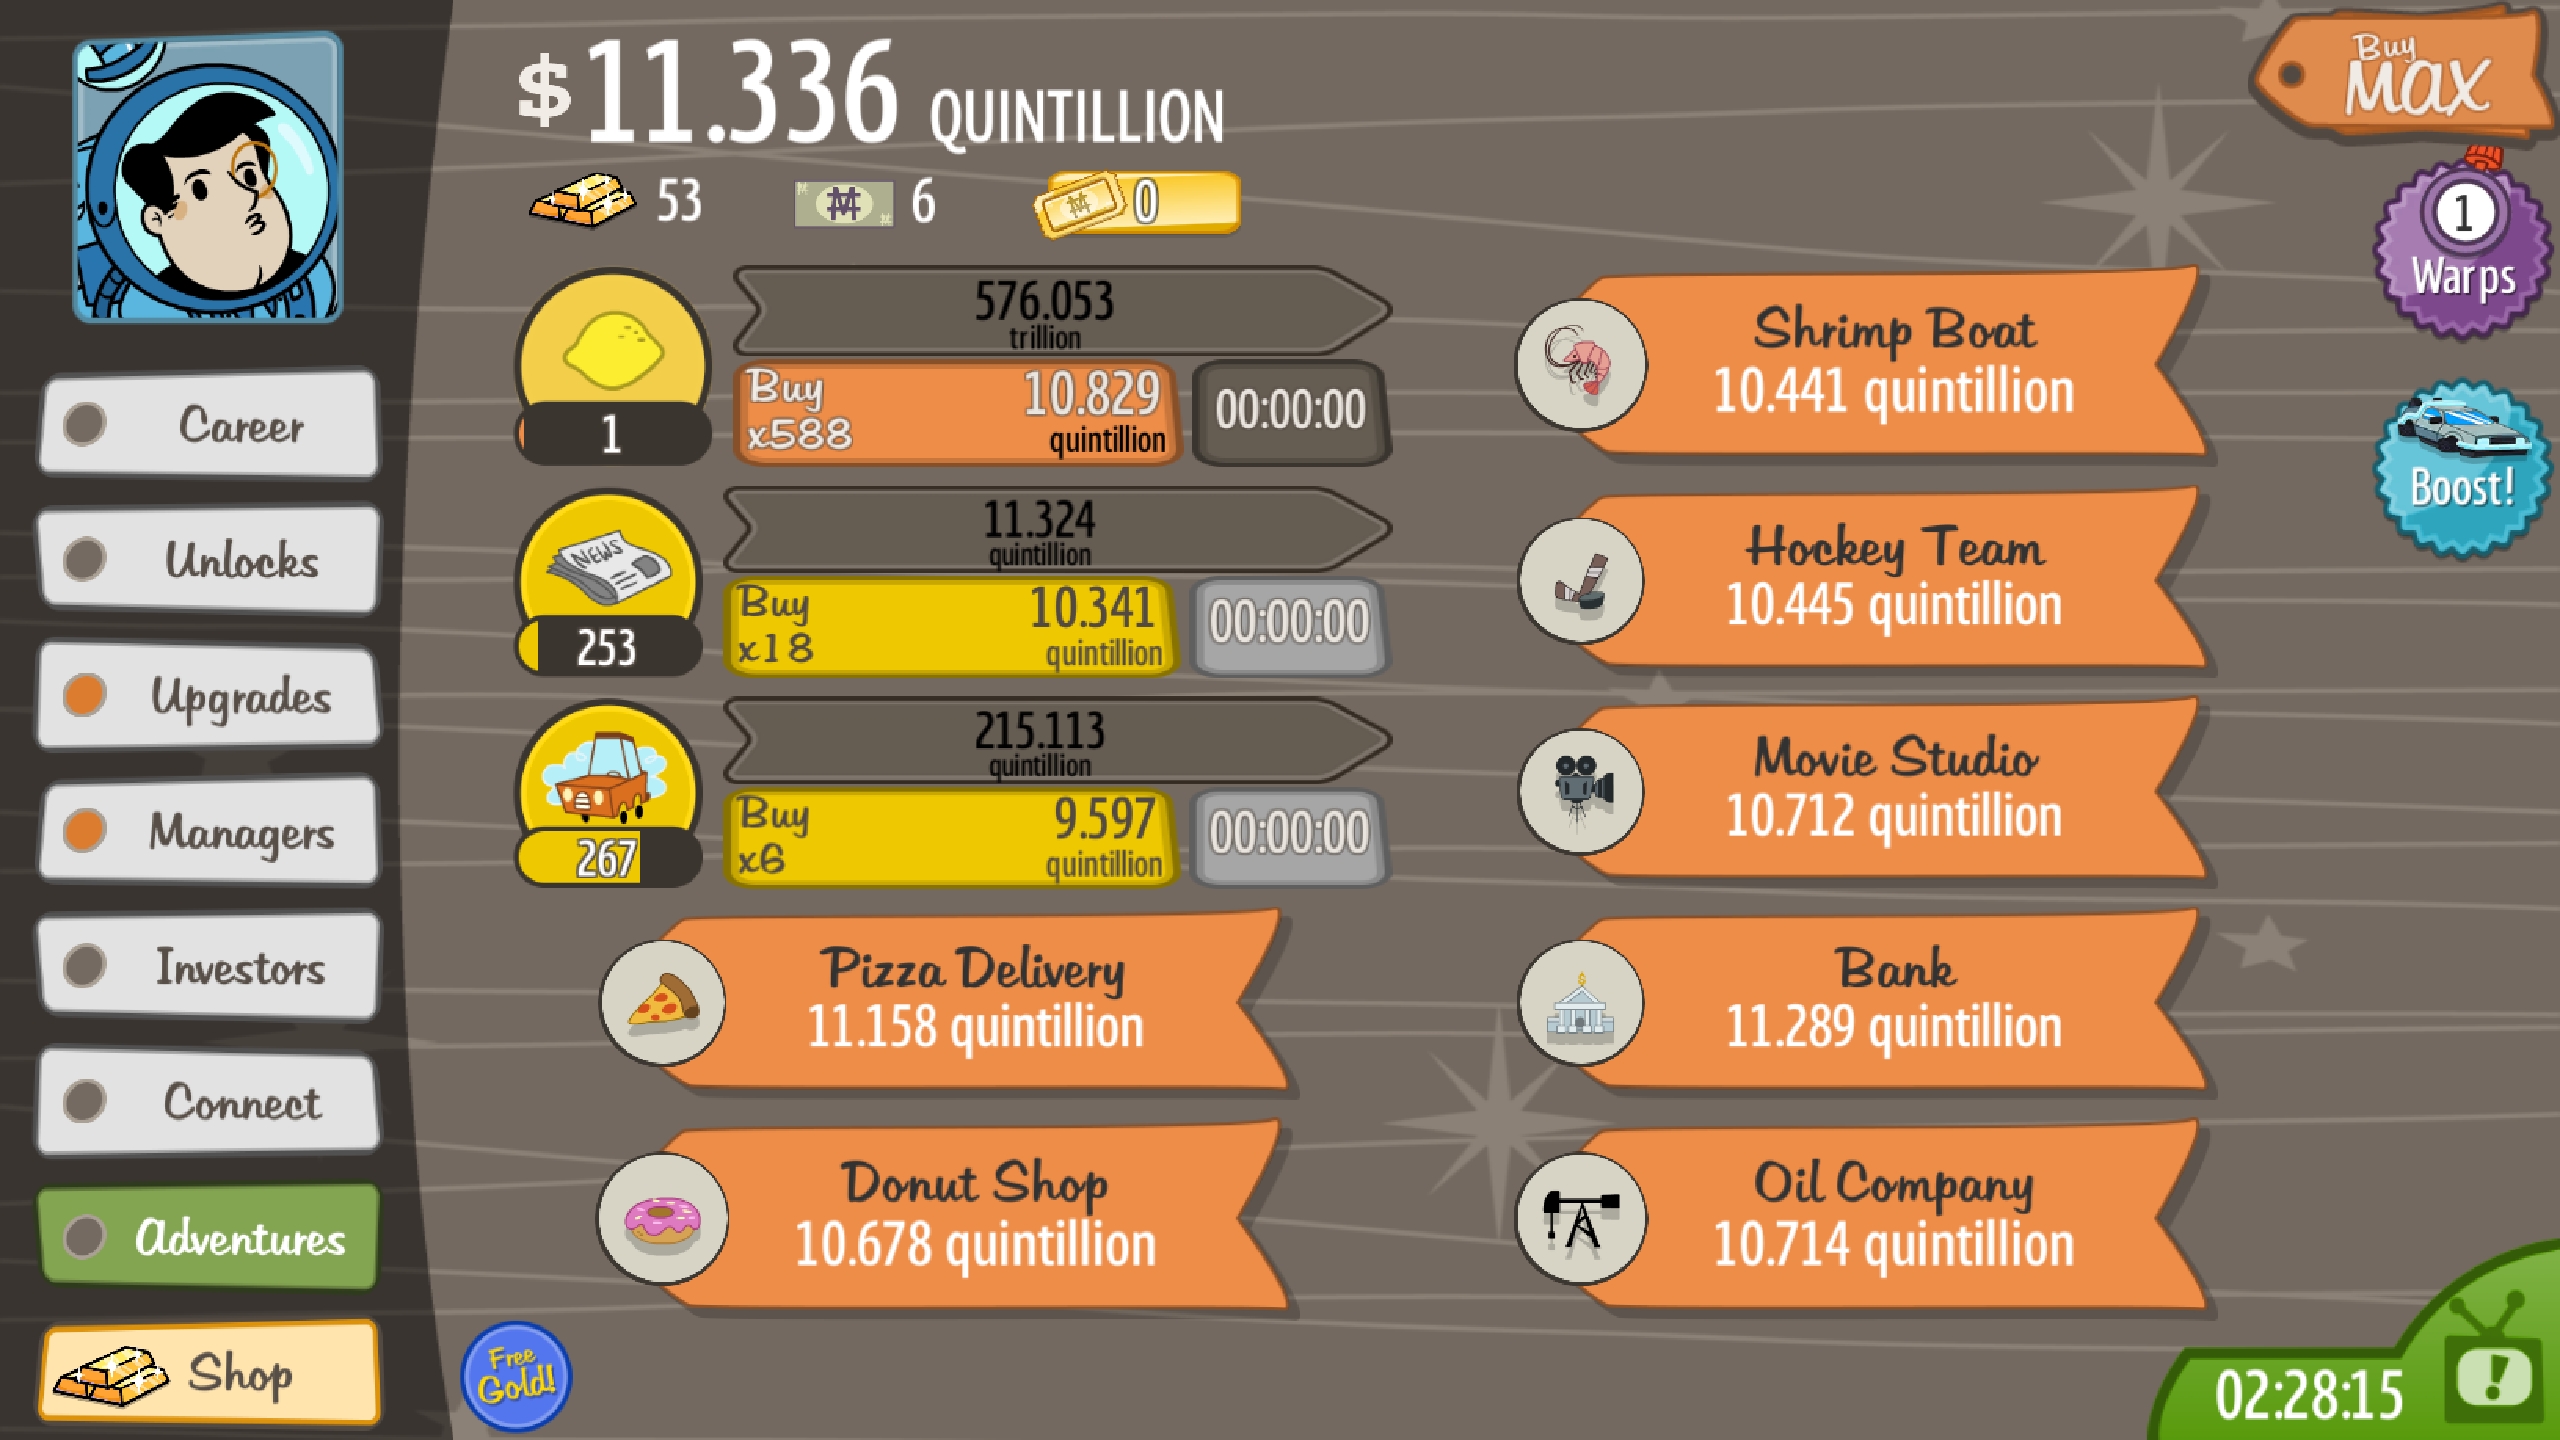 $11.336 QUINTILLION
Buy
MAX
53
6
0
1
Warps
Boost!
Career
Unlocks
Upgrades
Managers
Investors
Connect
Adventures
Shop
576.053
trillion
1
Buy
x588
10.829
quintillion
00:00:00
NEWS
11.324
quintillion
253
Buy
x18
10.341
quintillion
00:00:00
215.113
quintillion
267
Buy
x6
9.597
quintillion
00:00:00
Pizza Delivery
11.158 quintillion
Donut Shop
10.678 quintillion
Shrimp Boat
10.441 quintillion
Hockey Team
10.445 quintillion
Movie Studio
10.712 quintillion
Bank
11.289 quintillion
Oil Company
10.714 quintillion
Free
Gold!
02:28:15
!